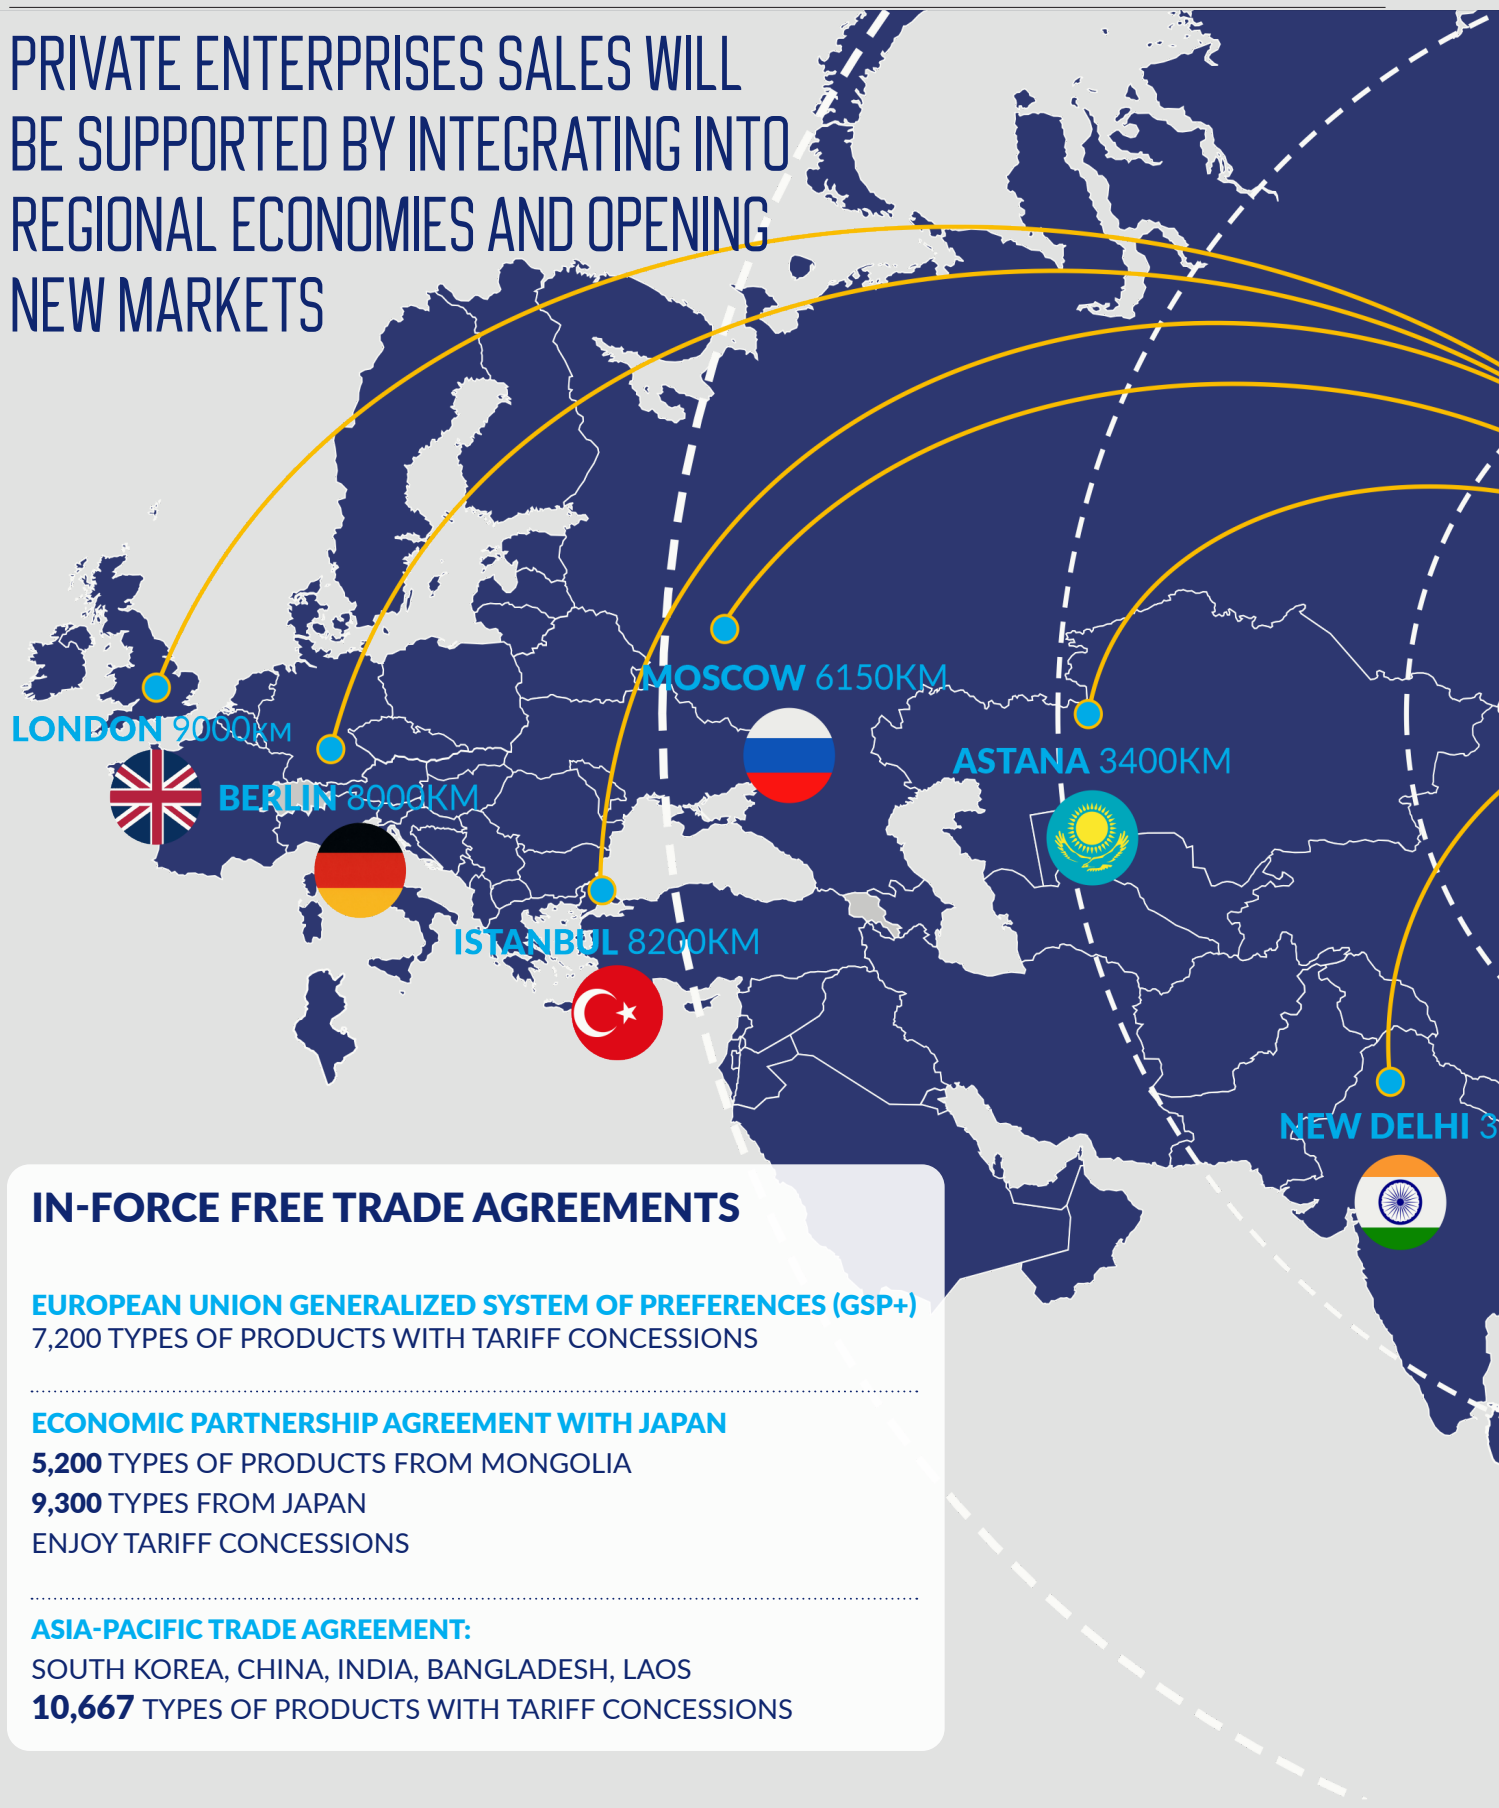 PRIVATE ENTERPRISES SALES WILL
BE SUPPORTED BY INTEGRATING INTO
REGIONAL ECONOMIES AND OPENING
NEW MARKETS
MOSCOW 6150KM
LONDON 9000KM
ASTANA 3400KM
BERLIN 8000KM
ISTANBUL 8200KM
NEW DELHI 3
IN-FORCE FREE TRADE AGREEMENTS
EUROPEAN UNION GENERALIZED SYSTEM OF PREFERENCES (GSP+)
7,200 TYPES OF PRODUCTS WITH TARIFF CONCESSIONS
ECONOMIC PARTNERSHIP AGREEMENT WITH JAPAN
5,200 TYPES OF PRODUCTS FROM MONGOLIA
9,300 TYPES FROM JAPAN
ENJOY TARIFF CONCESSIONS
ASIA-PACIFIC TRADE AGREEMENT:
SOUTH KOREA, CHINA, INDIA, BANGLADESH, LAOS
10,667 TYPES OF PRODUCTS WITH TARIFF CONCESSIONS